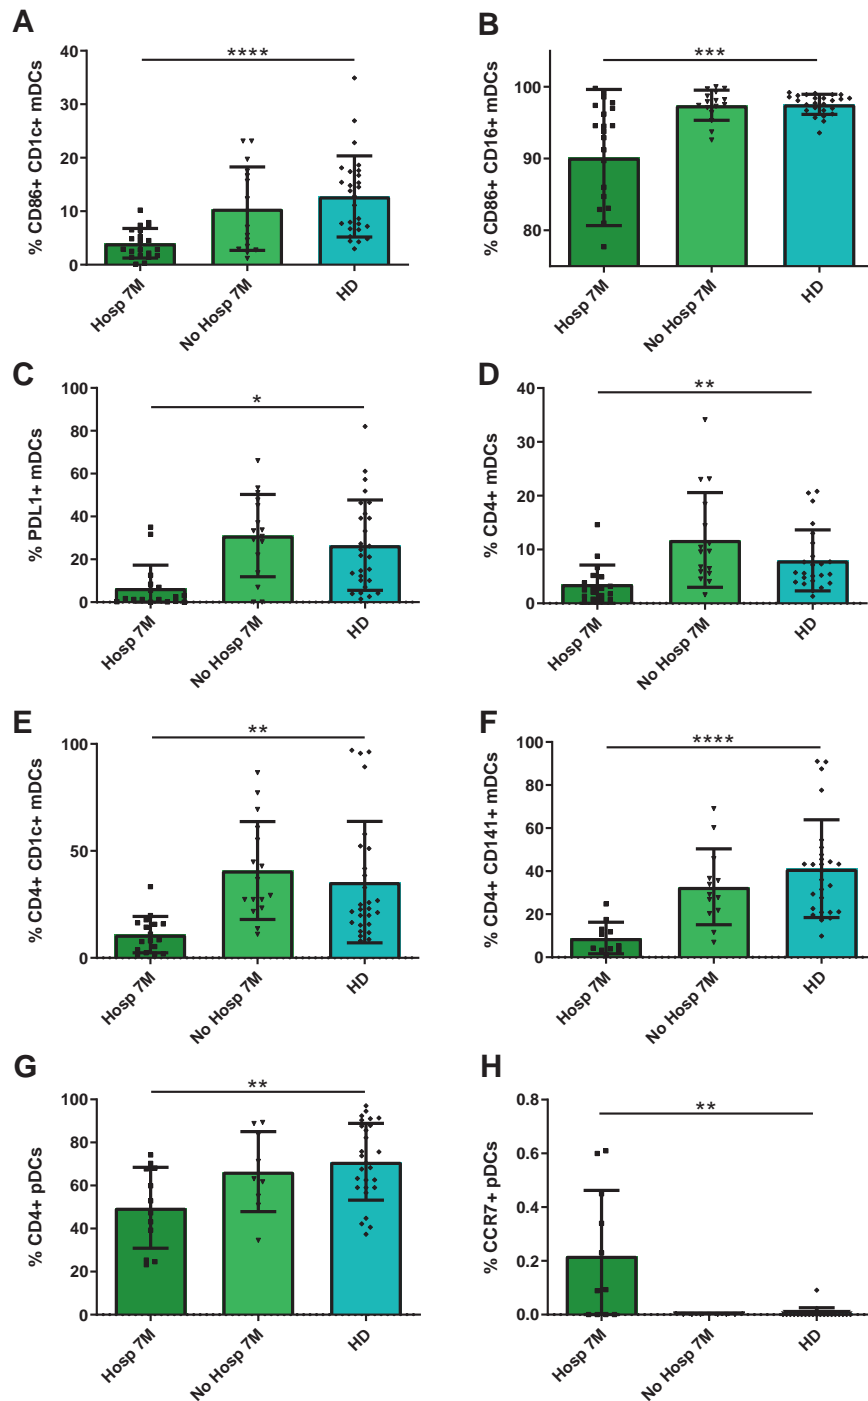 A
****
% CD86+ CD1c+ mDCs
40
30
20
10
0
Hosp 7M
No Hosp 7M
HD
B
***
% CD86+ CD16+ mDCs
100
90
80
Hosp 7M
No Hosp 7M
HD
C
*
% PDL1+ mDCs
100
80
60
40
20
0
Hosp 7M
No Hosp 7M
HD
D
**
% CD4+ mDCs
40
30
20
10
0
Hosp 7M
No Hosp 7M
HD
E
**
% CD4+ CD1c+ mDCs
100
50
0
Hosp 7M
No Hosp 7M
HD
F
****
% CD4+ CD141+ mDCs
100
80
60
40
20
0
Hosp 7M
No Hosp 7M
HD
G
**
% CD4+ pDCs
100
80
60
40
20
0
Hosp 7M
No Hosp 7M
HD
H
**
% CCR7+ pDCs
0.8
0.6
0.4
0.2
0.0
Hosp 7M
No Hosp 7M
HD